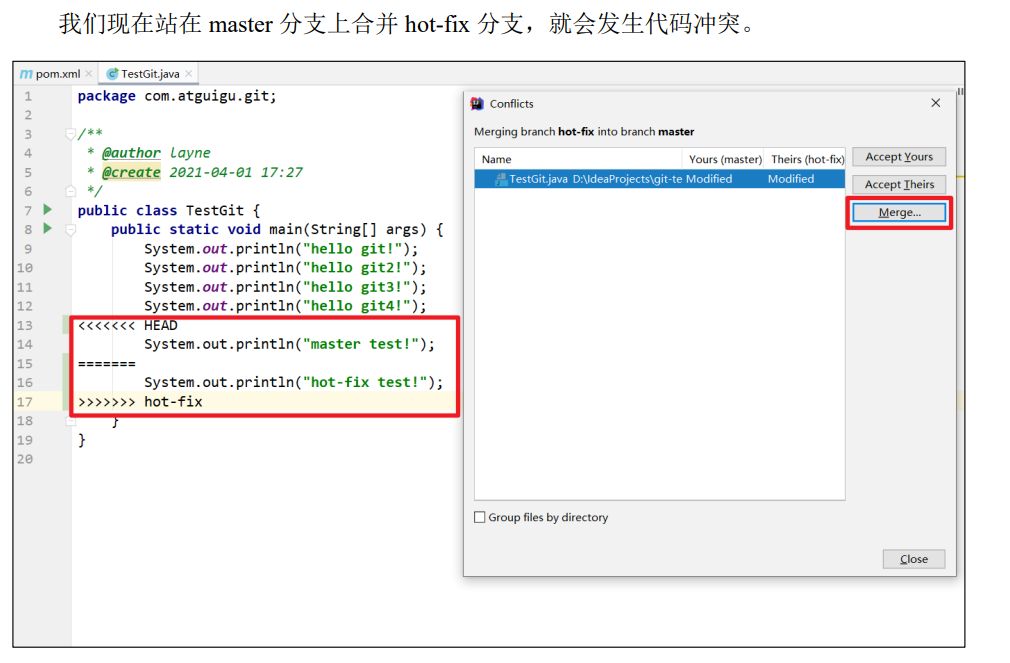 我们现在站在 master 分支上合并 hot-fix 分支，就会发生代码冲突。
pom.xml
TestGit.java
1 package com.atguigu.git;
2
3 /**
4 * @author layne
5 * @create 2021-04-01 17:27
6 */
7 public class TestGit {
8 public static void main(String[] args) {
9 System.out.println("hello git!");
10 System.out.println("hello git2!");
11 System.out.println("hello git3!");
12 System.out.println("hello git4!");
13 <<<<<<< HEAD
14 System.out.println("master test!");
15 =======
16 System.out.println("hot-fix test!");
17 >>>>>>> hot-fix
18 }
19 }
20
Conflicts
Merging branch hot-fix into branch master
Name Yours (master) Theirs (hot-fix)
TestGit.java D:\IdeaProjects\git-te Modified Modified
Accept Yours
Accept Theirs
Merge...
Group files by directory
Close